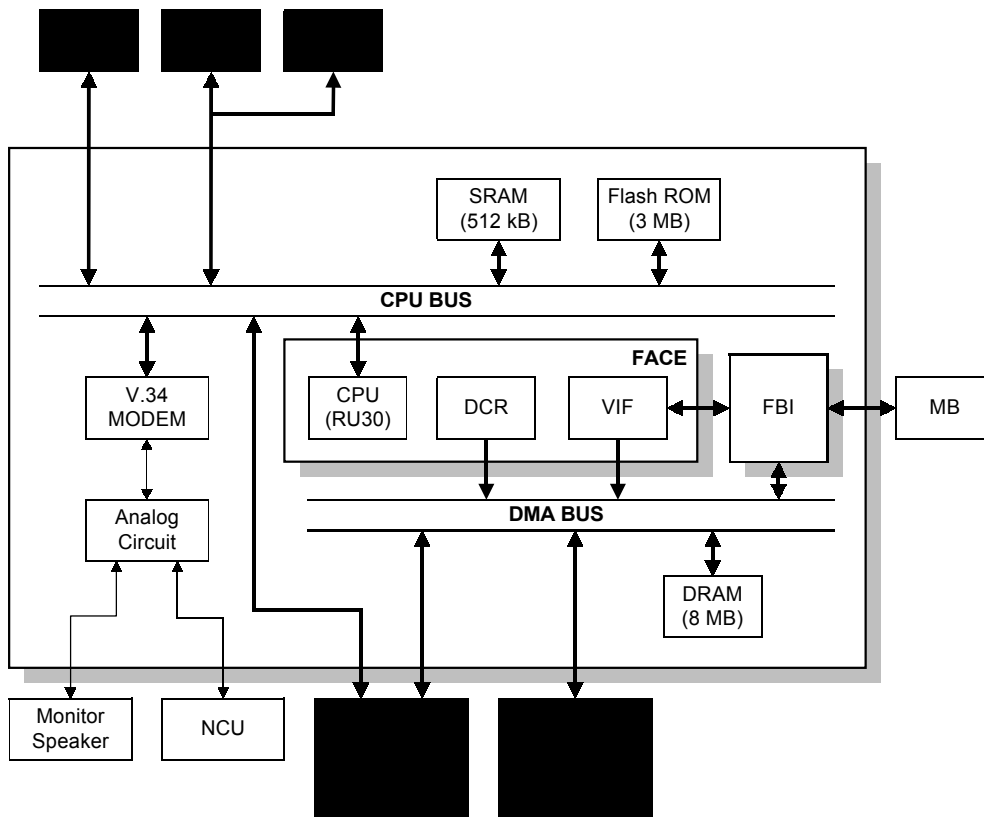 SRAM
(512 kB)
Flash ROM
(3 MB)
CPU BUS
FACE
V.34
MODEM
CPU
(RU30)
DCR
VIF
FBI
MB
Analog
Circuit
DMA BUS
DRAM
(8 MB)
Monitor
Speaker
NCU